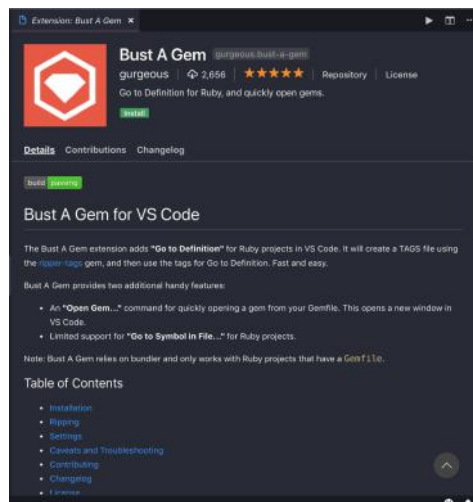 Extension: Bust A Gem
Bust A Gem gurgeous.bust-a-gem
gurgeous 2,656 Repository License
Go to Definition for Ruby, and quickly open gems.
Install
Details Contributions Changelog
build passing
Bust A Gem for VS Code
The Bust A Gem extension adds "Go to Definition" for Ruby projects in VS Code. It will create a TAGS file using
the ripper-tags gem, and then use the tags for Go to Definition. Fast and easy.
Bust A Gem provides two additional handy features:
An "Open Gem..." command for quickly opening a gem from your Gemfile. This opens a new window in
VS Code.
Limited support for "Go to Symbol in File..." for Ruby projects.
Note: Bust A Gem relies on bundler and only works with Ruby projects that have a Gemfile.
Table of Contents
Installation
Ripping
Settings
Caveats and Troubleshooting
Contributing
Changelog
License